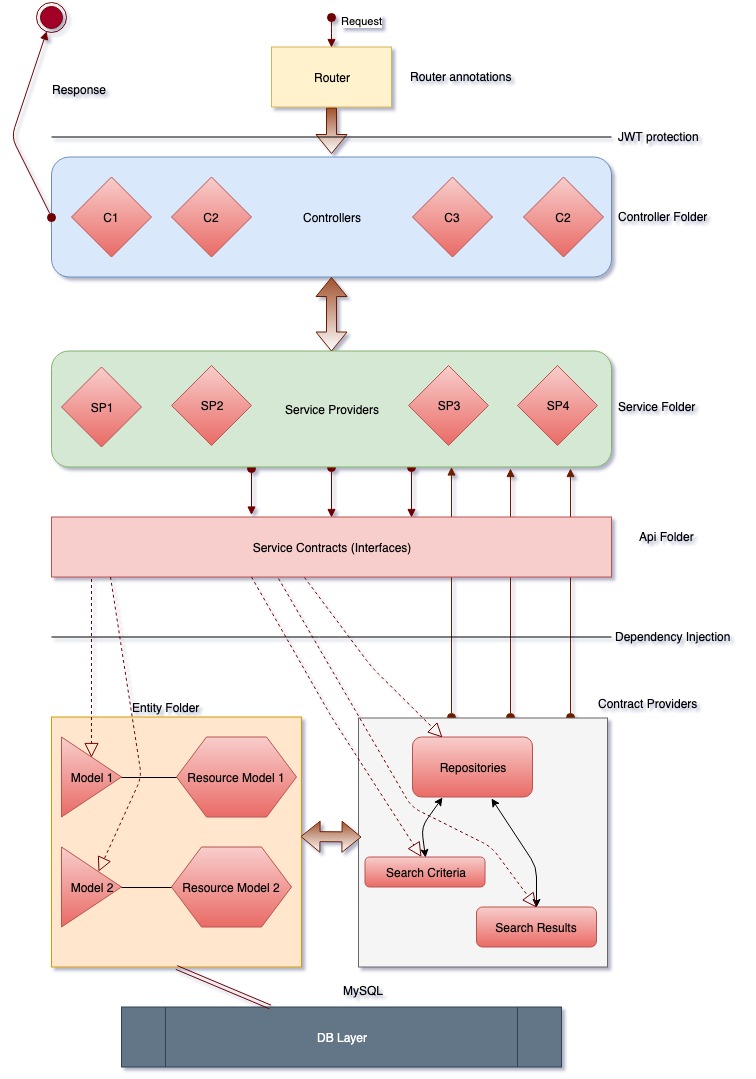 Request
Router
Router annotations
Response
JWT protection
C1
C2
Controllers
C3
C2
Controller Folder
SP1
SP2
Service Providers
SP3
SP4
Service Folder
Service Contracts (Interfaces)
Api Folder
Dependency Injection
Entity Folder
Contract Providers
Model 1
Resource Model 1
Repositories
Model 2
Resource Model 2
Search Criteria
Search Results
MySQL
DB Layer